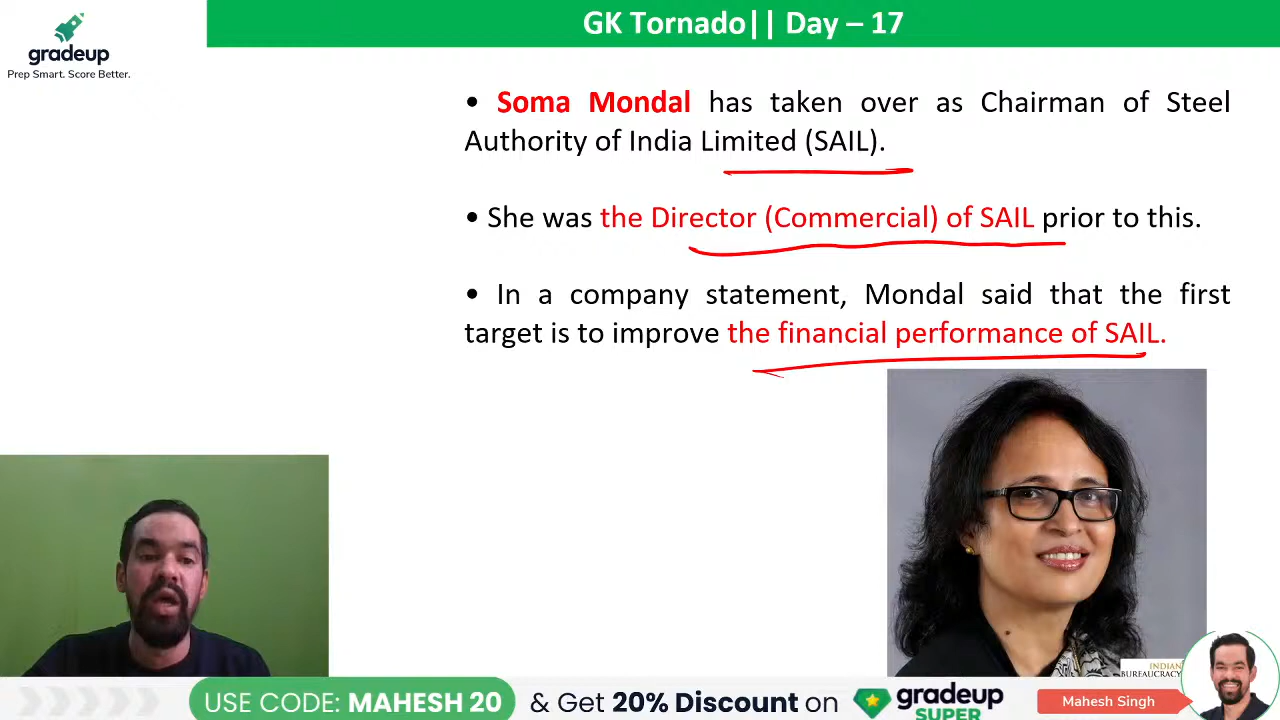 GK Tornado|| Day – 17
gradeup
Prep Smart. Score Better.
• Soma Mondal has taken over as Chairman of Steel
Authority of India Limited (SAIL).
• She was the Director (Commercial) of SAIL prior to this.
• In a company statement, Mondal said that the first
target is to improve the financial performance of SAIL.
INDIAN
BUREAUCRACY
USE CODE: MAHESH 20 & Get 20% Discount on gradeup
SUPER
Mahesh Singh